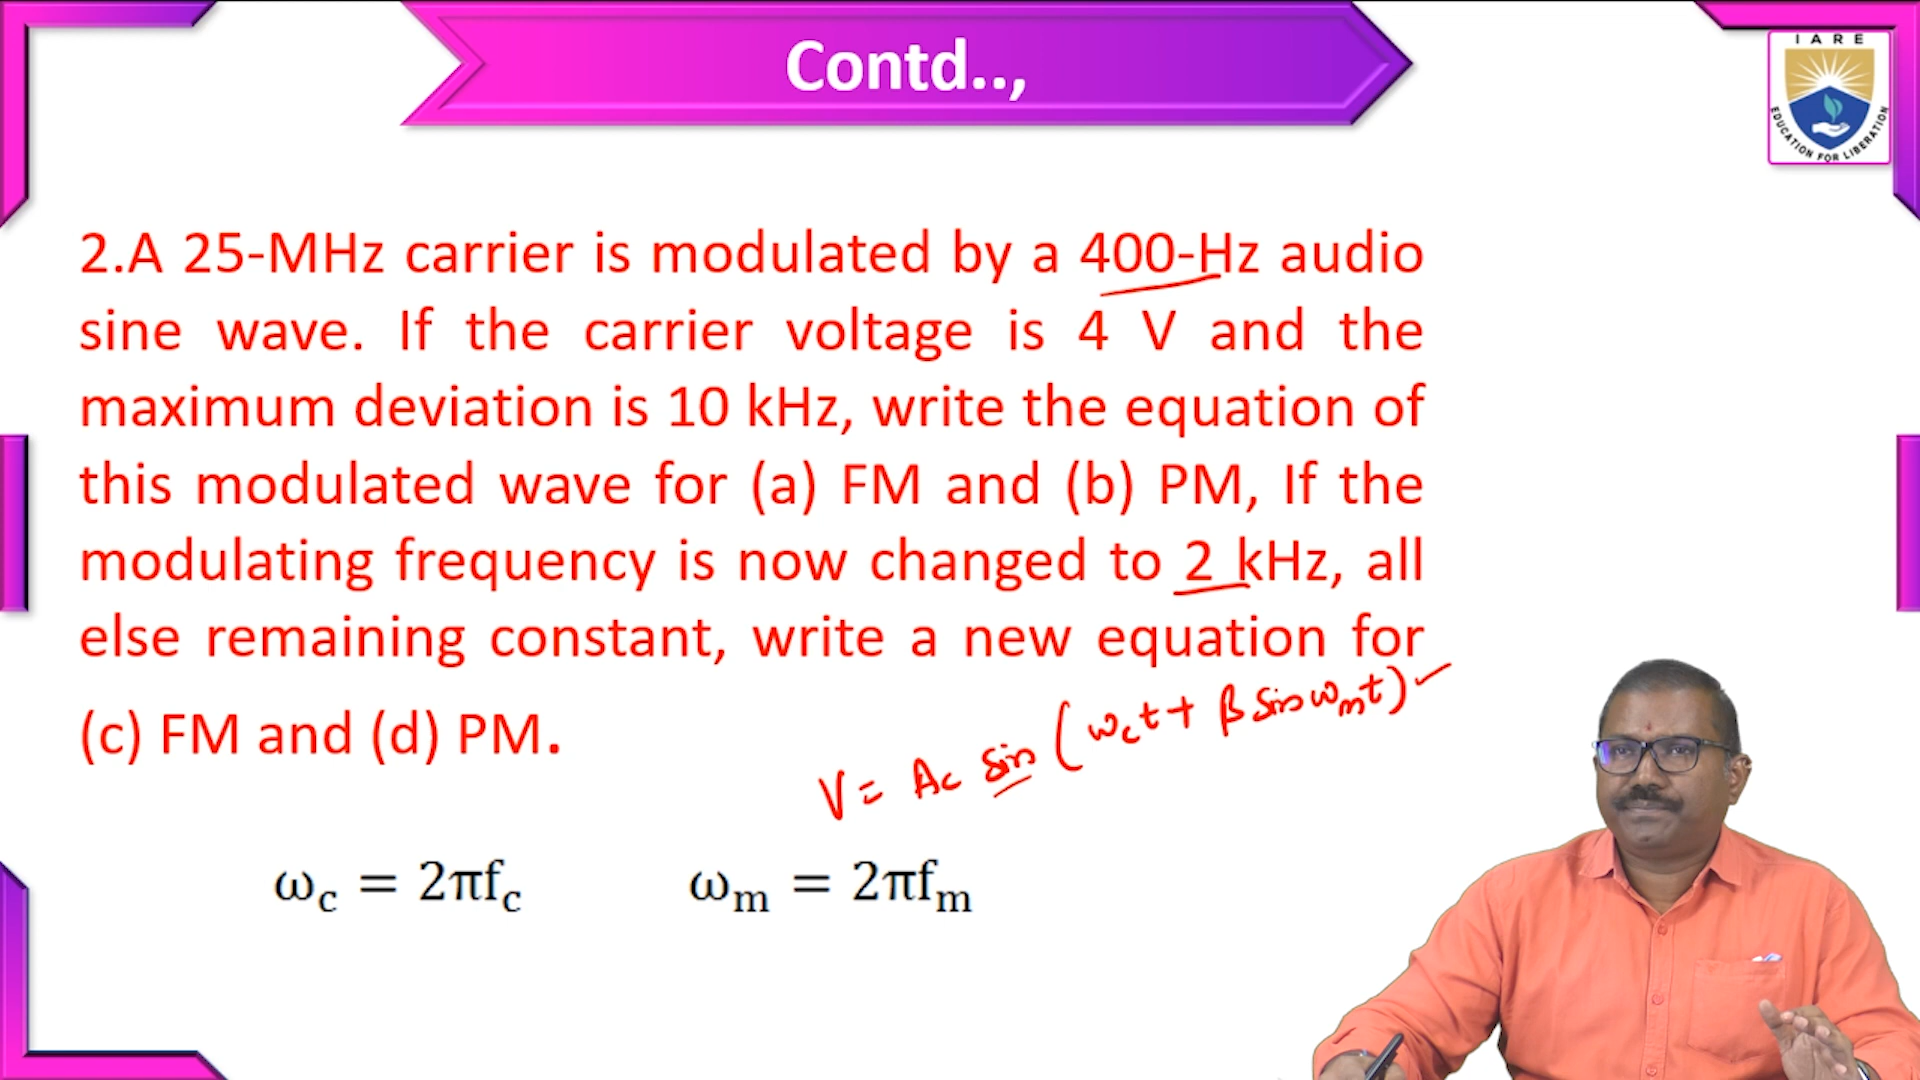 Contd..,
I A R E
EDUCATION FOR LIBERATION
2.A 25-MHz carrier is modulated by a 400-Hz audio
sine wave. If the carrier voltage is 4 V and the
maximum deviation is 10 kHz, write the equation of
this modulated wave for (a) FM and (b) PM, If the
modulating frequency is now changed to 2 kHz, all
else remaining constant, write a new equation for
(c) FM and (d) PM.
V = Ac sin (ωct + β sin ωmt)
ωc = 2πfc
ωm = 2πfm